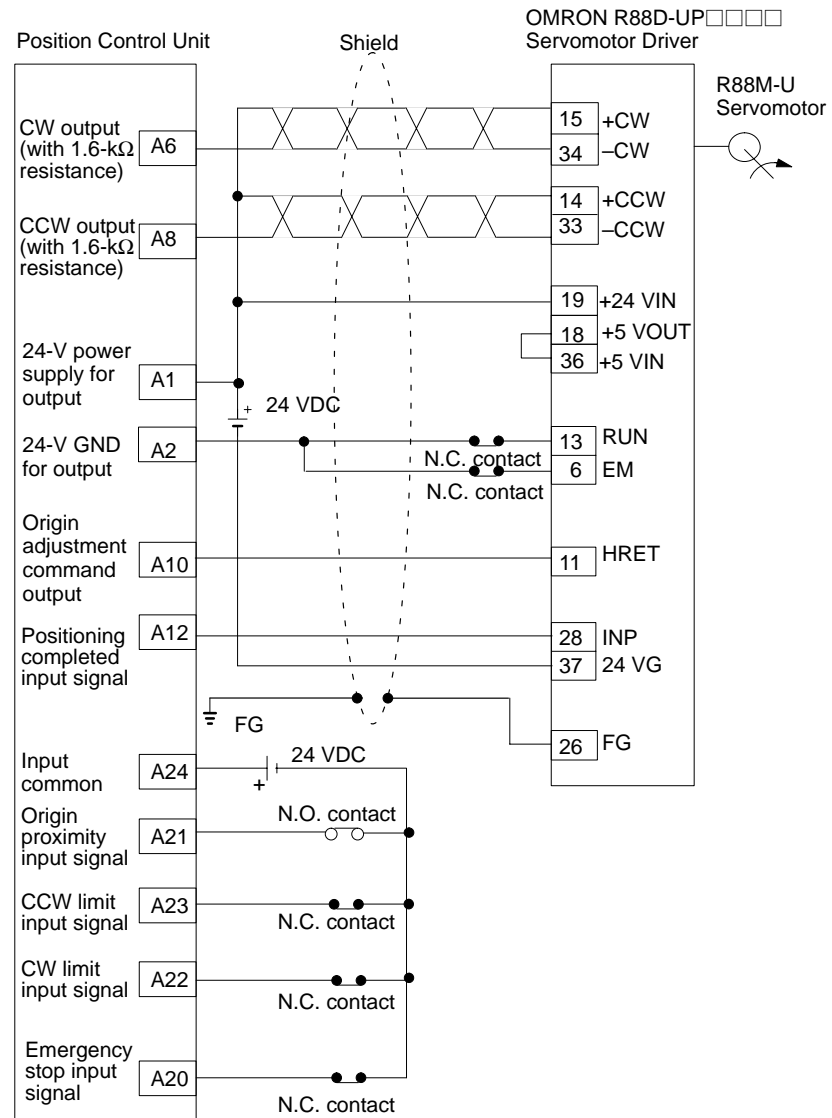 OMRON R88D-UP□□□□
Servomotor Driver
Position Control Unit
Shield
R88M-U
Servomotor
CW output
(with 1.6-kΩ
resistance)
A6
15
+CW
34
–CW
CCW output
(with 1.6-kΩ
resistance)
A8
14
+CCW
33
–CCW
19
+24 VIN
18
+5 VOUT
36
+5 VIN
24-V power
supply for
output
A1
+
24 VDC
24-V GND
for output
A2
N.C. contact
13
RUN
N.C. contact
6
EM
Origin
adjustment
command
output
A10
11
HRET
Positioning
completed
input signal
A12
28
INP
37
24 VG
FG
26
FG
Input
common
A24
24 VDC
+
Origin
proximity
input signal
A21
N.O. contact
CCW limit
input signal
A23
N.C. contact
CW limit
input signal
A22
N.C. contact
Emergency
stop input
signal
A20
N.C. contact